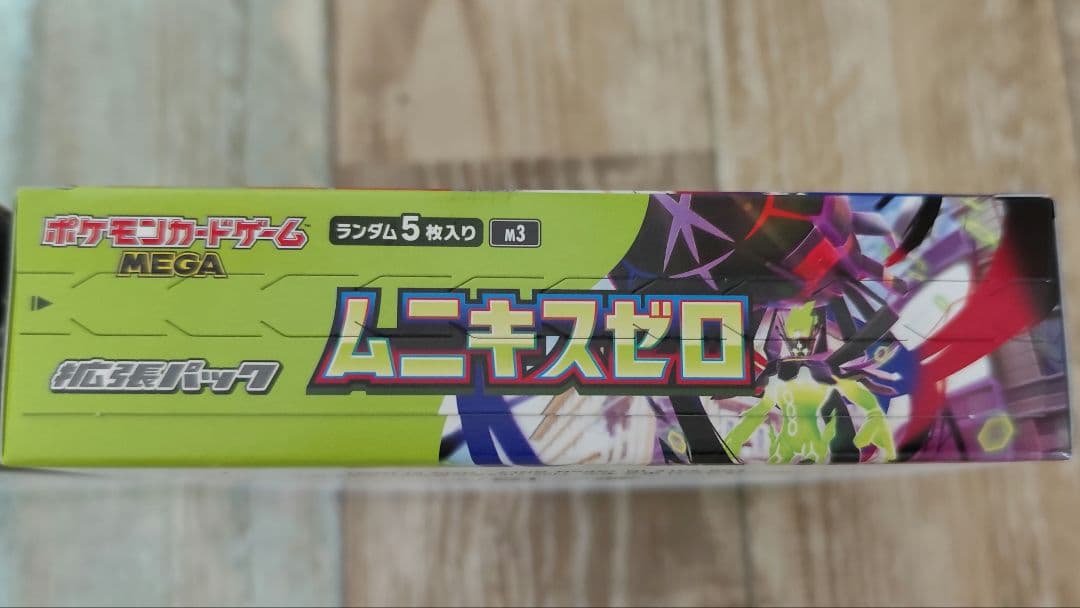 ポケモンカードゲーム
MEGA
ランダム5枚入り M3
ムニキスゼロ
拡張パック